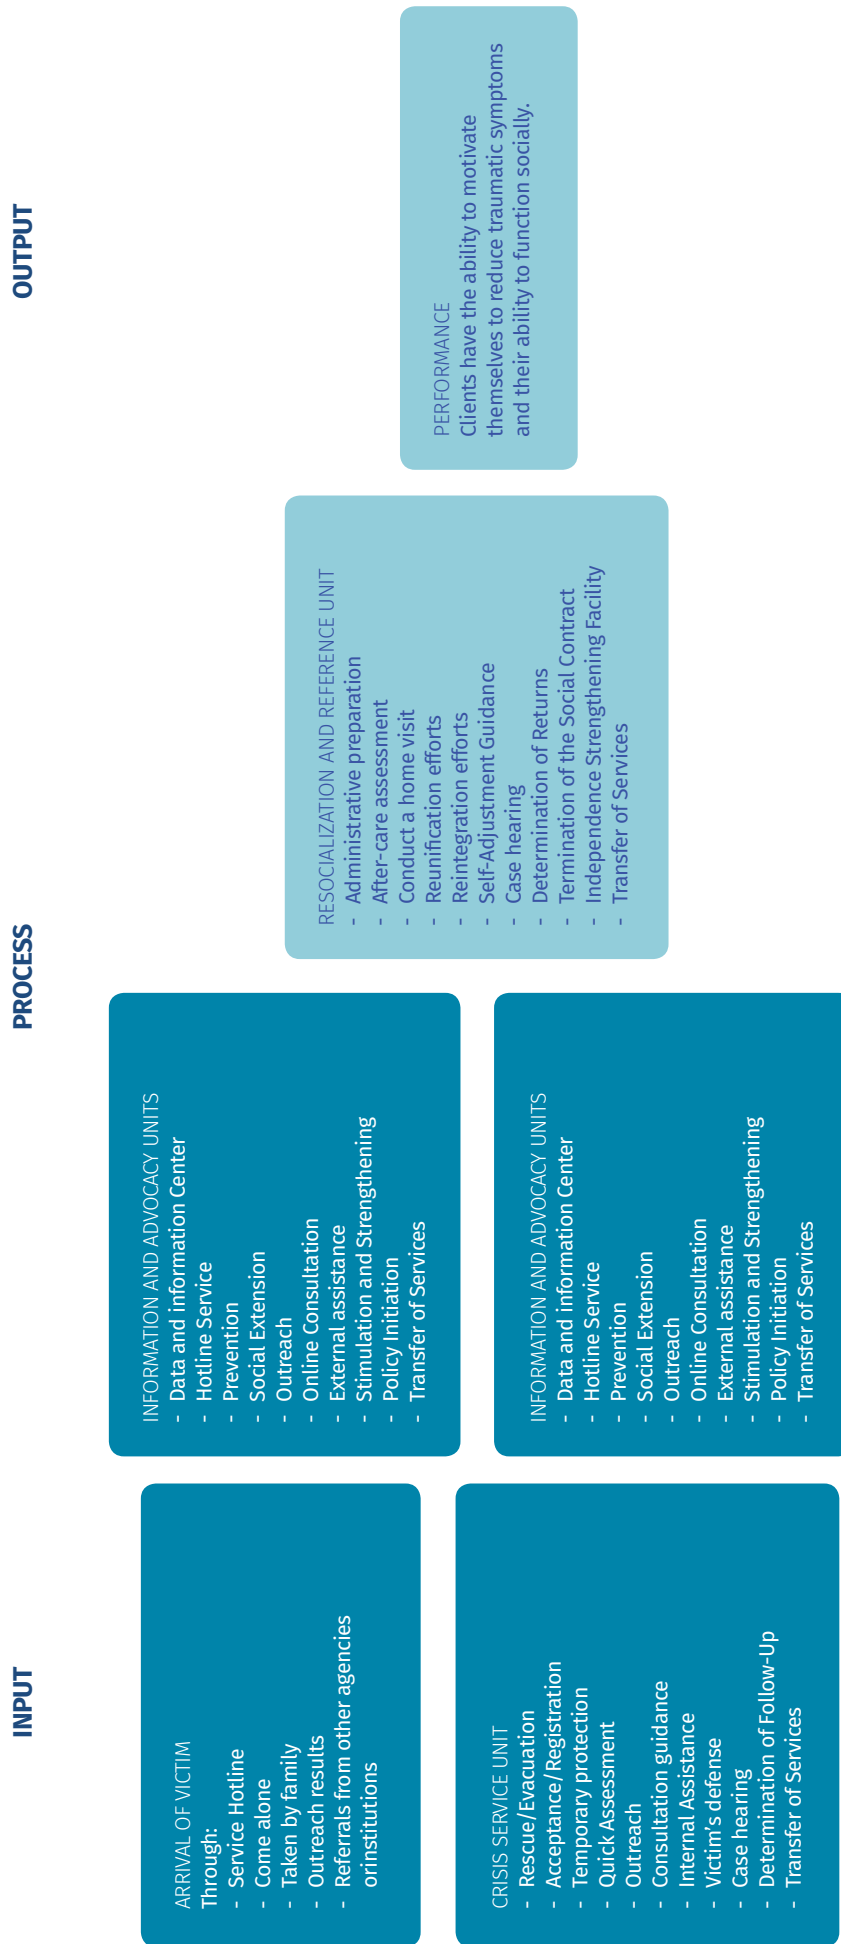 INPUT
PROCESS
OUTPUT
ARRIVAL OF VICTIM
Through:
- Service Hotline
- Come alone
- Taken by family
- Outreach results
- Referrals from other agencies
orinstitutions
CRISIS SERVICE UNIT
- Rescue/Evacuation
- Acceptance/Registration
- Temporary protection
- Quick Assessment
- Outreach
- Consultation guidance
- Internal Assistance
- Victim's defense
- Case hearing
- Determination of Follow-Up
- Transfer of Services
INFORMATION AND ADVOCACY UNITS
- Data and information Center
- Hotline Service
- Prevention
- Social Extension
- Outreach
- Online Consultation
- External assistance
- Stimulation and Strengthening
- Policy Initiation
- Transfer of Services
INFORMATION AND ADVOCACY UNITS
- Data and information Center
- Hotline Service
- Prevention
- Social Extension
- Outreach
- Online Consultation
- External assistance
- Stimulation and Strengthening
- Policy Initiation
- Transfer of Services
RESOCIALIZATION AND REFERENCE UNIT
- Administrative preparation
- After-care assessment
- Conduct a home visit
- Reunification efforts
- Reintegration efforts
- Self-Adjustment Guidance
- Case hearing
- Determination of Returns
- Termination of the Social Contract
- Independence Strengthening Facility
- Transfer of Services
PERFORMANCE
Clients have the ability to motivate
themselves to reduce traumatic symptoms
and their ability to function socially.